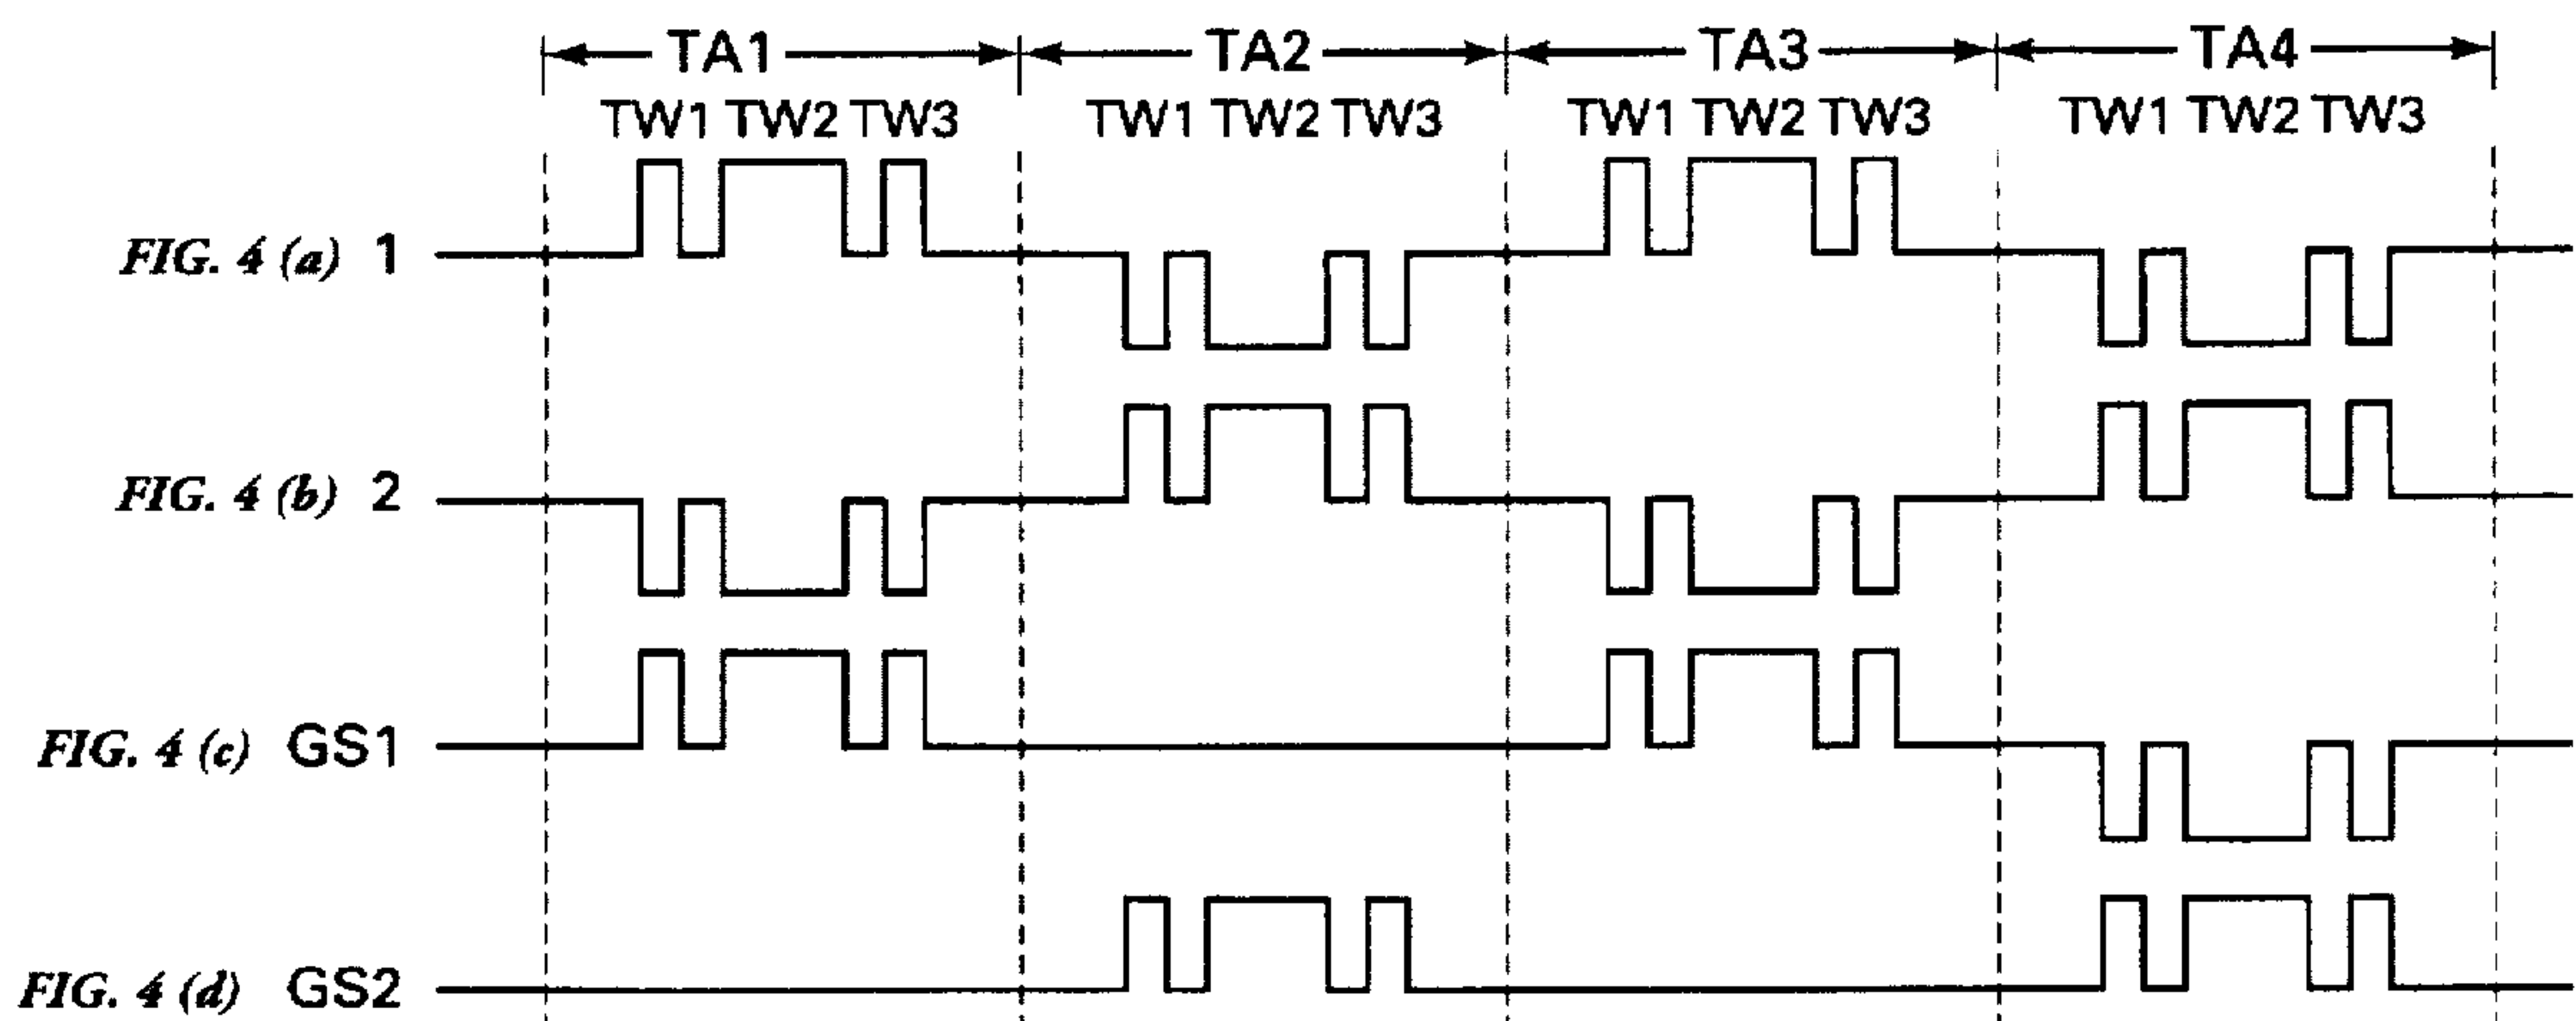 TA1 TA2 TA3 TA4
TW1 TW2 TW3 TW1 TW2 TW3 TW1 TW2 TW3 TW1 TW2 TW3
FIG. 4 (a) 1
FIG. 4 (b) 2
FIG. 4 (c) GS1
FIG. 4 (d) GS2